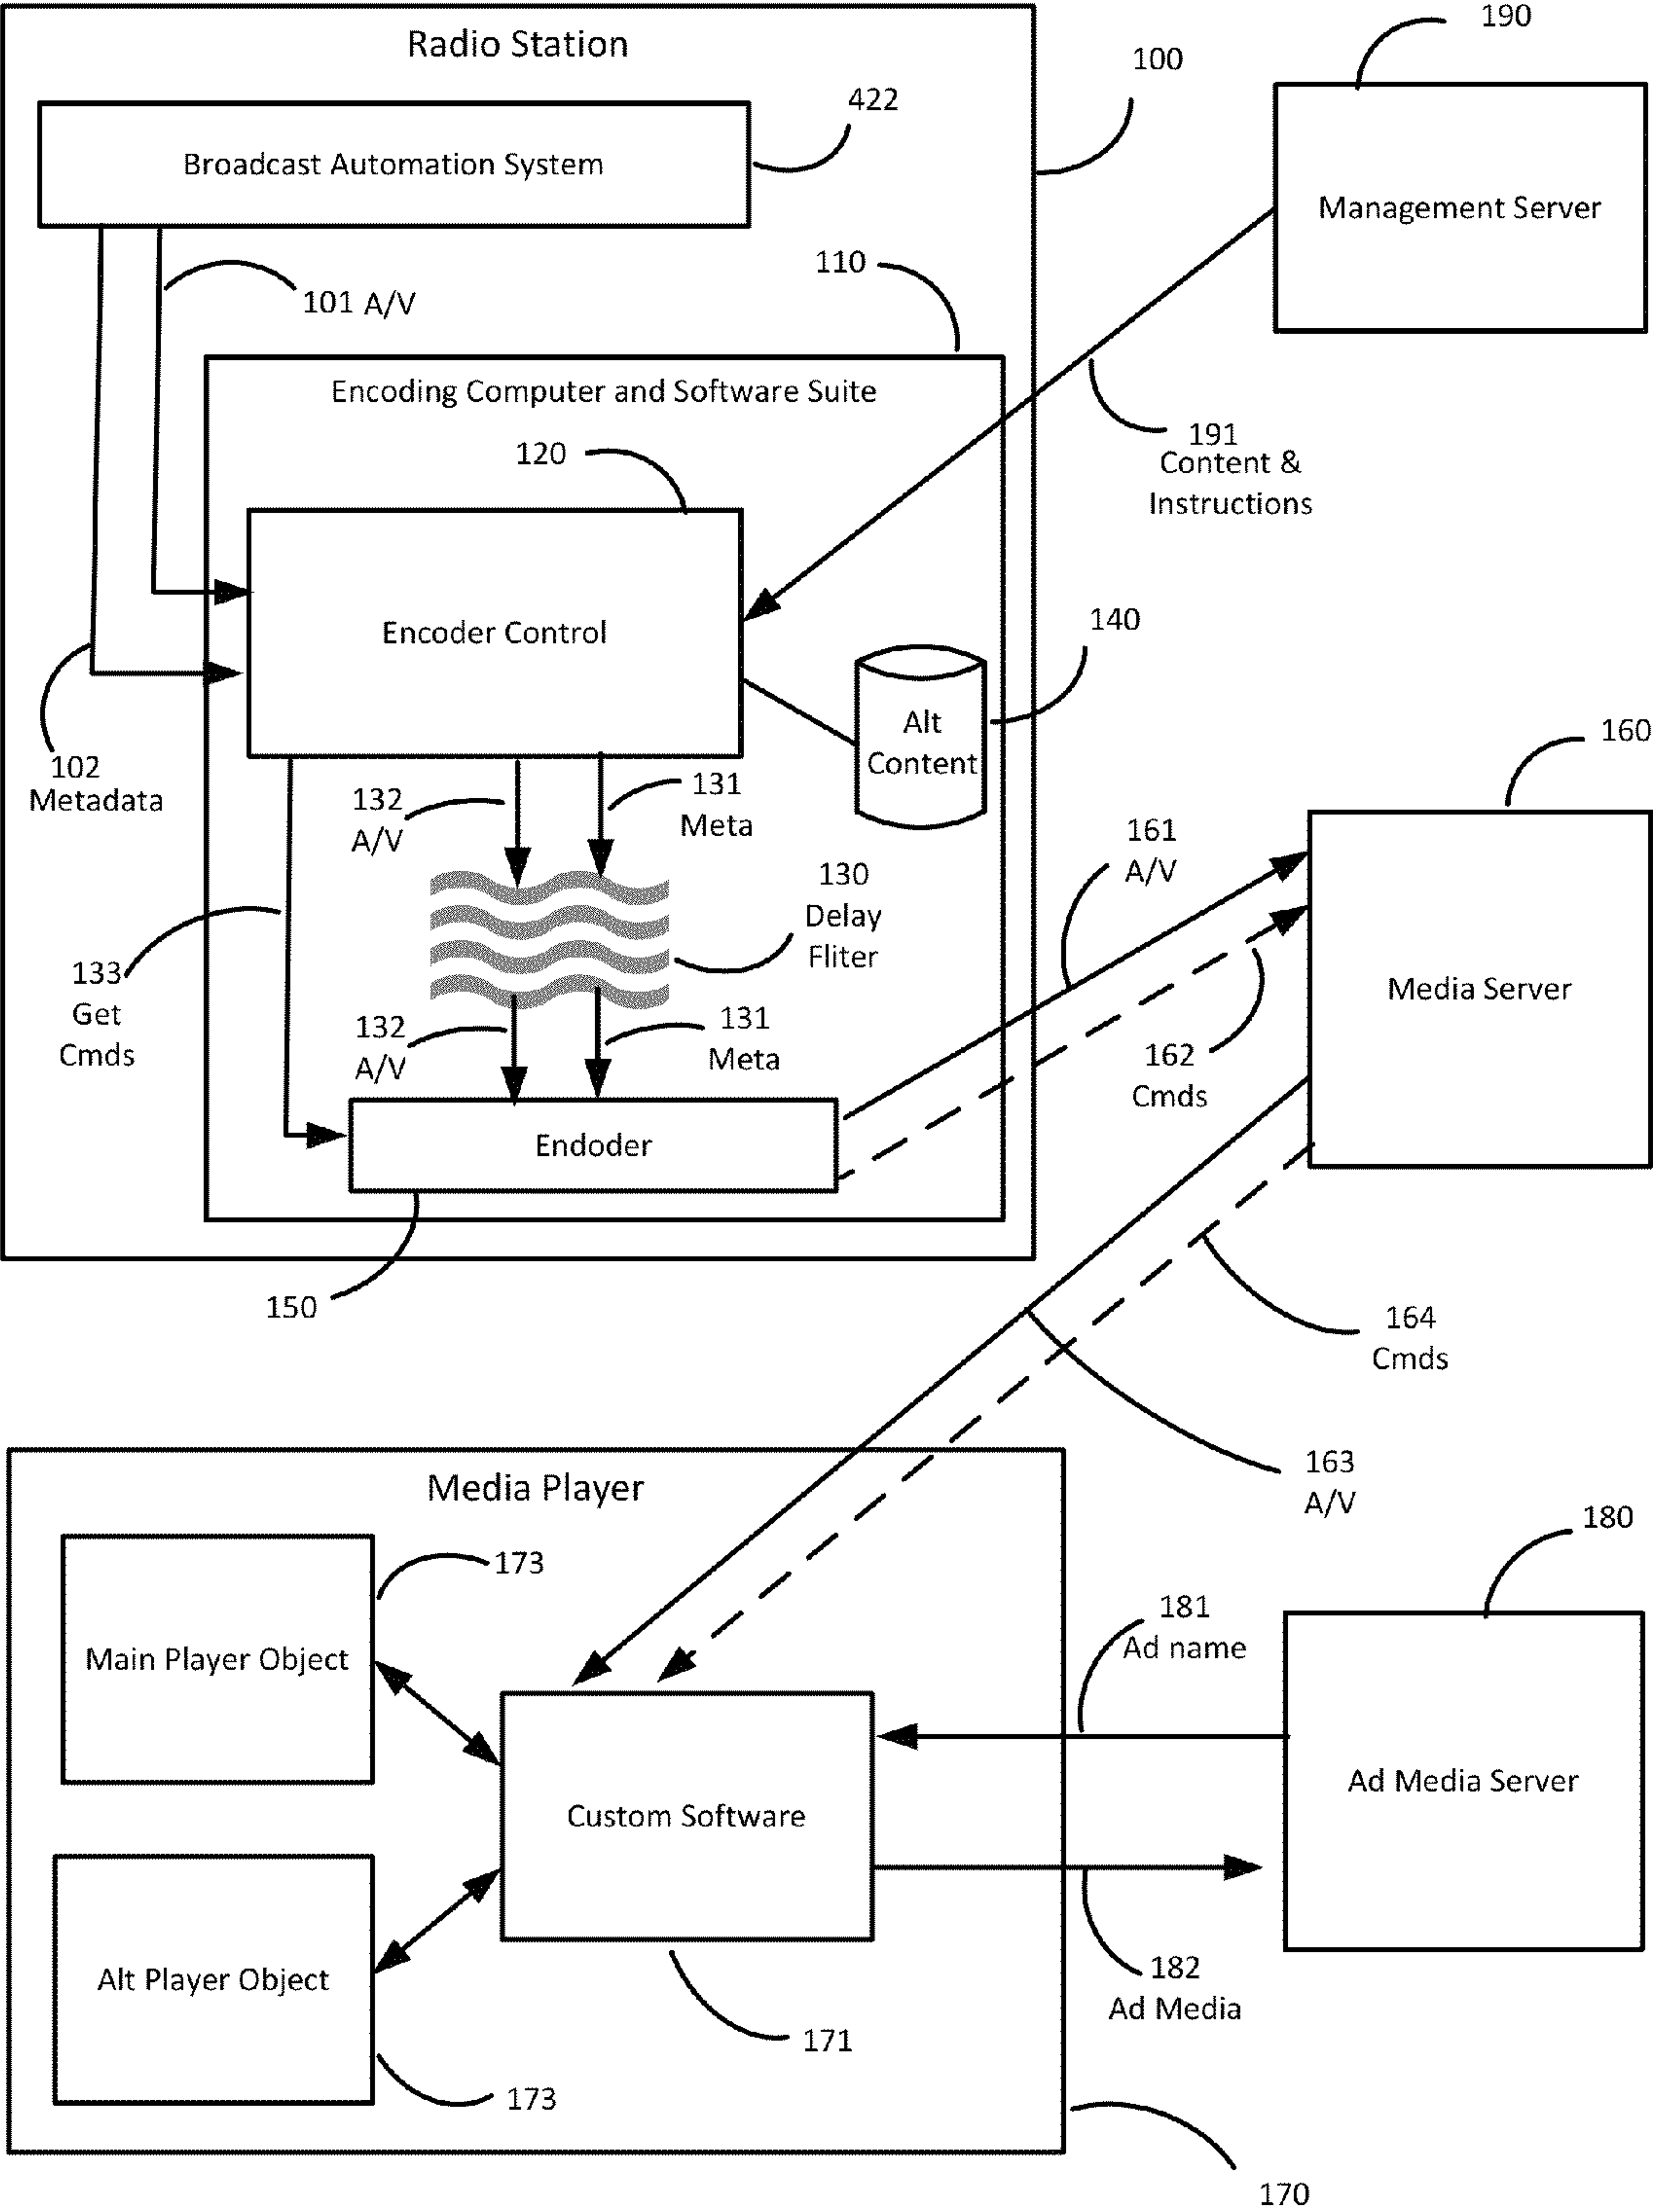 Radio Station
190
100
422
Broadcast Automation System
Management Server
110
101 A/V
Encoding Computer and Software Suite
120
191
Content &
Instructions
Encoder Control
140
Alt
Content
102
Metadata
132
A/V
131
Meta
160
161
A/V
130
Delay
Fliter
133
Get
Cmds
Media Server
132
A/V
131
Meta
162
Cmds
Endoder
150
164
Cmds
163
A/V
Media Player
180
173
181
Ad name
Main Player Object
Ad Media Server
Custom Software
Alt Player Object
182
Ad Media
171
173
170